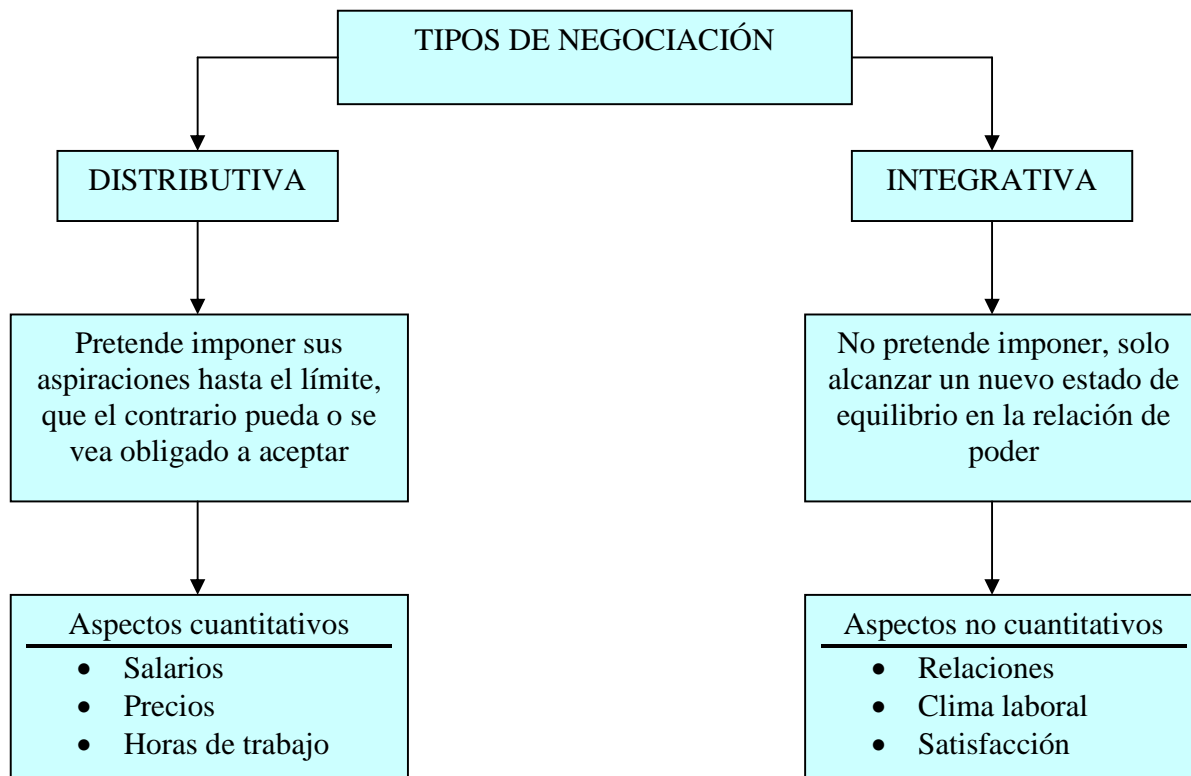 TIPOS DE NEGOCIACIÓN
DISTRIBUTIVA
INTEGRATIVA
Pretende imponer sus
aspiraciones hasta el límite,
que el contrario pueda o se
vea obligado a aceptar
No pretende imponer, solo
alcanzar un nuevo estado de
equilibrio en la relación de
poder
Aspectos cuantitativos
• Salarios
• Precios
• Horas de trabajo
Aspectos no cuantitativos
• Relaciones
• Clima laboral
• Satisfacción